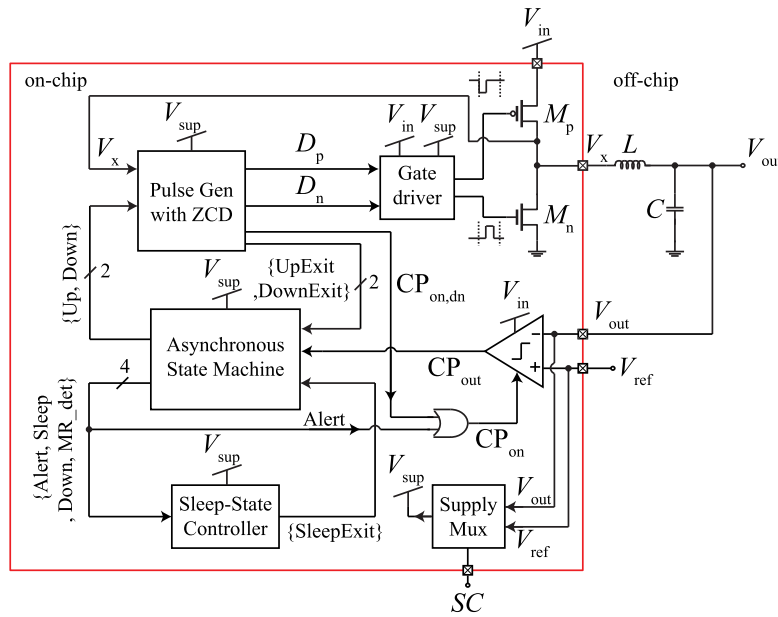 V_in
on-chip
off-chip
V_sup
V_in V_sup
M_p
V_x
D_p
V_x L V_ou
Pulse Gen with ZCD
Gate driver
D_n
M_n
C
{Up, Down}
2
V_sup
{UpExit ,DownExit}
2
CP_on,dn
V_in
V_out
Asynchronous State Machine
−
CP_out
+
V_ref
4
Alert
CP_on
{Alert, Sleep , Down, MR_det}
V_sup
V_sup
V_out
Sleep-State Controller
Supply Mux
{SleepExit}
V_ref
SC